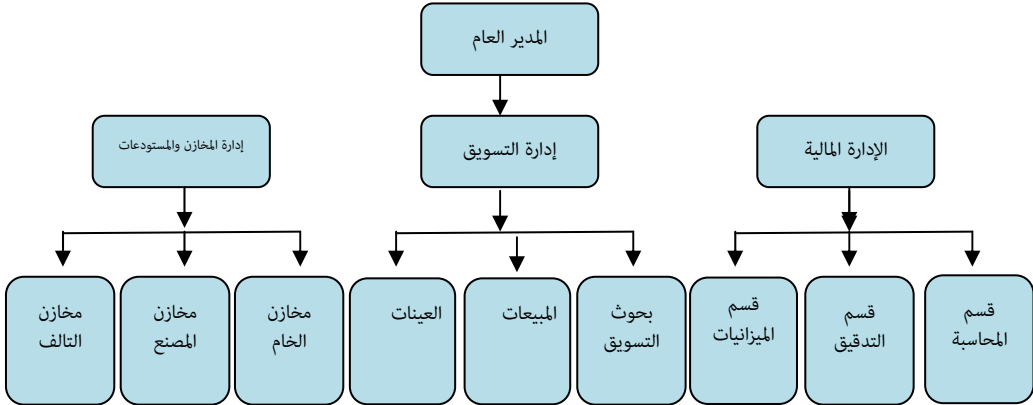 المدير العام
الإدارة المالية
إدارة التسويق
إدارة المخازن والمستودعات
قسم
المحاسبة
قسم
التدقيق
قسم
الميزانيات
بحوث
التسويق
المبيعات
العينات
مخازن
الخام
مخازن
المصنع
مخازن
التالف